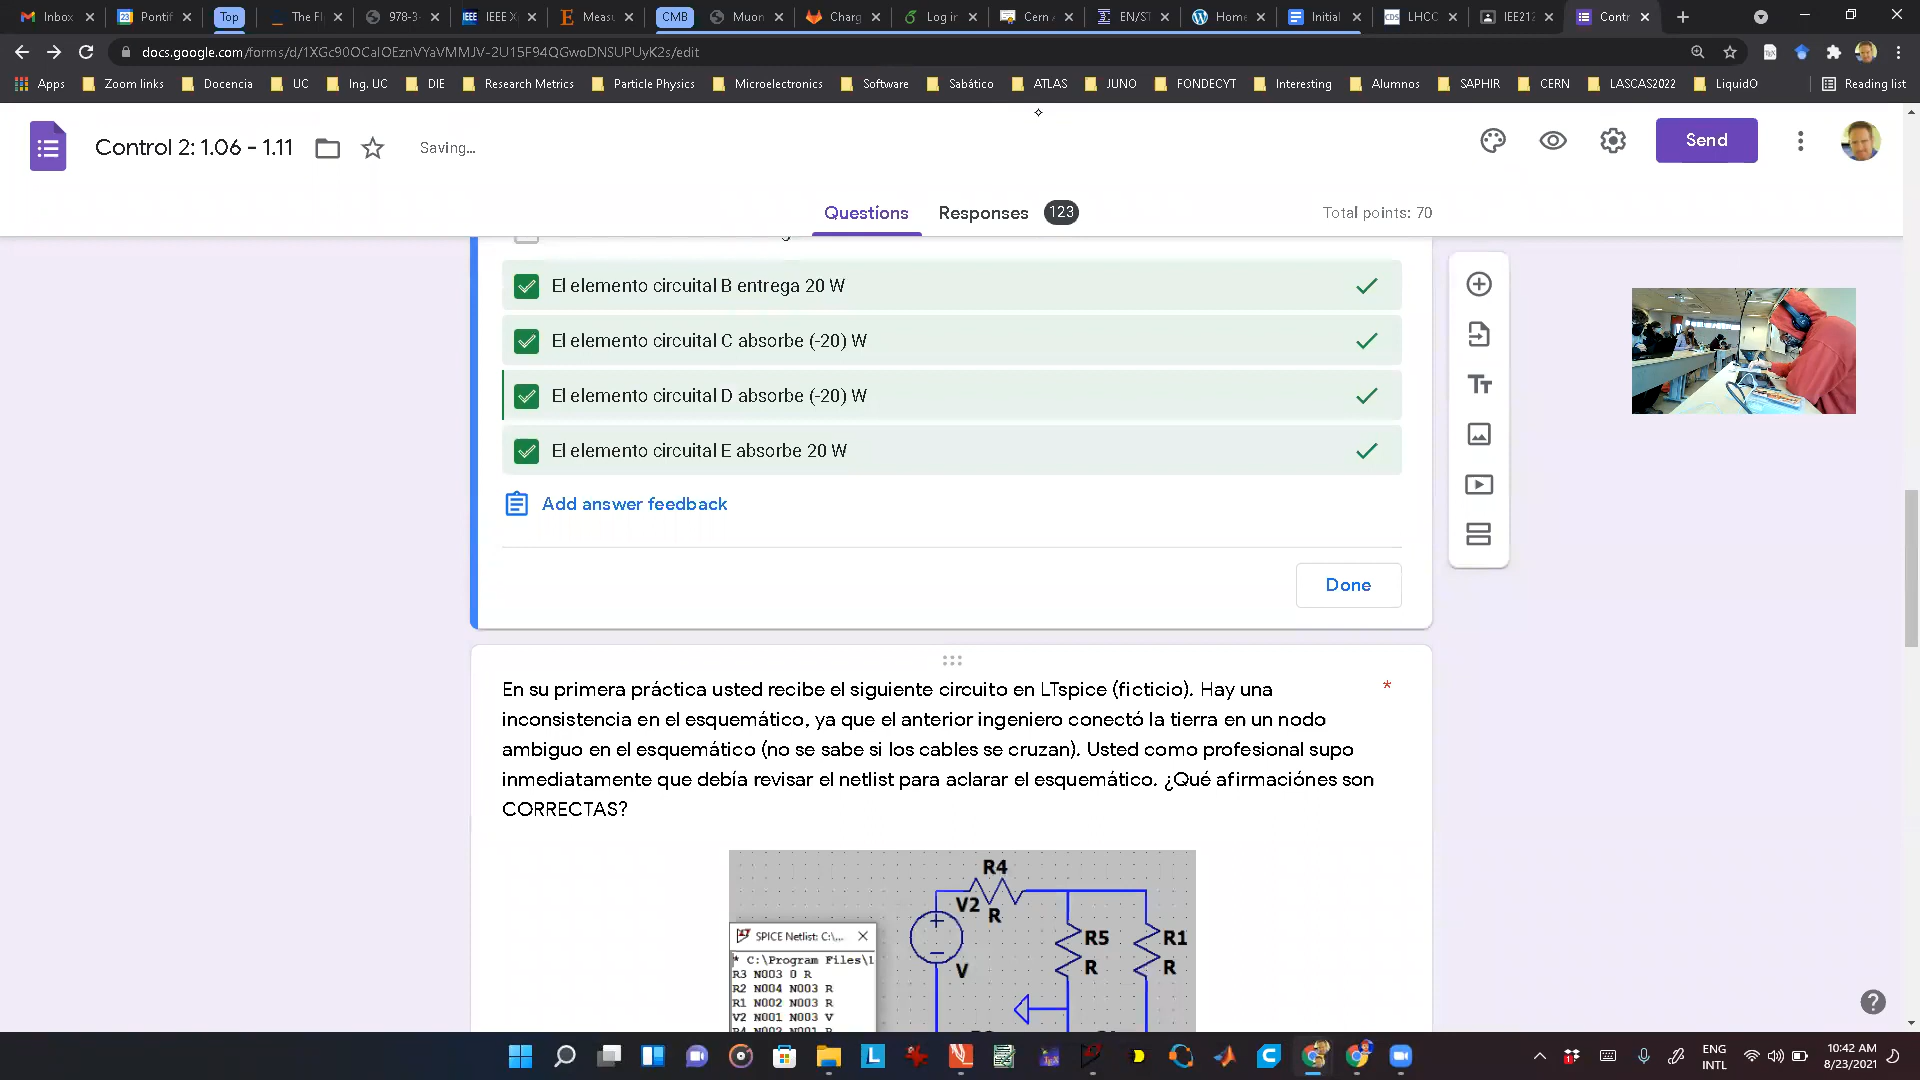 Inbox
Pontif
Top
The Fl
978-3-
IEEE X
Measu
CMB
Muon
Charg
Log in
Cern
EN/ST
Home
Initial
LHCC
IEE212
Contr
docs.google.com/forms/d/1XGc90OCaIOEznVYaVMMJV-2U15F94QGwoDNSUPUyK2s/edit
Apps
Zoom links
Docencia
UC
Ing. UC
DIE
Research Metrics
Particle Physics
Microelectronics
Software
Sabático
ATLAS
JUNO
FONDECYT
Interesting
Alumnos
SAPHIR
CERN
LASCAS2022
LiquidO
Reading list
Control 2: 1.06 - 1.11
Saving...
Send
Questions
Responses 123
Total points: 70
El elemento circuital B entrega 20 W
El elemento circuital C absorbe (-20) W
El elemento circuital D absorbe (-20) W
El elemento circuital E absorbe 20 W
Add answer feedback
Done
En su primera práctica usted recibe el siguiente circuito en LTspice (ficticio). Hay una *
inconsistencia en el esquemático, ya que el anterior ingeniero conectó la tierra en un nodo
ambiguo en el esquemático (no se sabe si los cables se cruzan). Usted como profesional supo
inmediatamente que debía revisar el netlist para aclarar el esquemático. ¿Qué afirmaciónes son
CORRECTAS?
R4
V2
R
SPICE Netlist: C:\...
* C:\Program Files\l
R3 N003 0 R
R2 N004 N003 R
R1 N002 N003 R
V2 N001 N003 V
R4 N002 N001 R
R5
R1
V
R
R
ENG
INTL
10:42 AM
8/23/2021